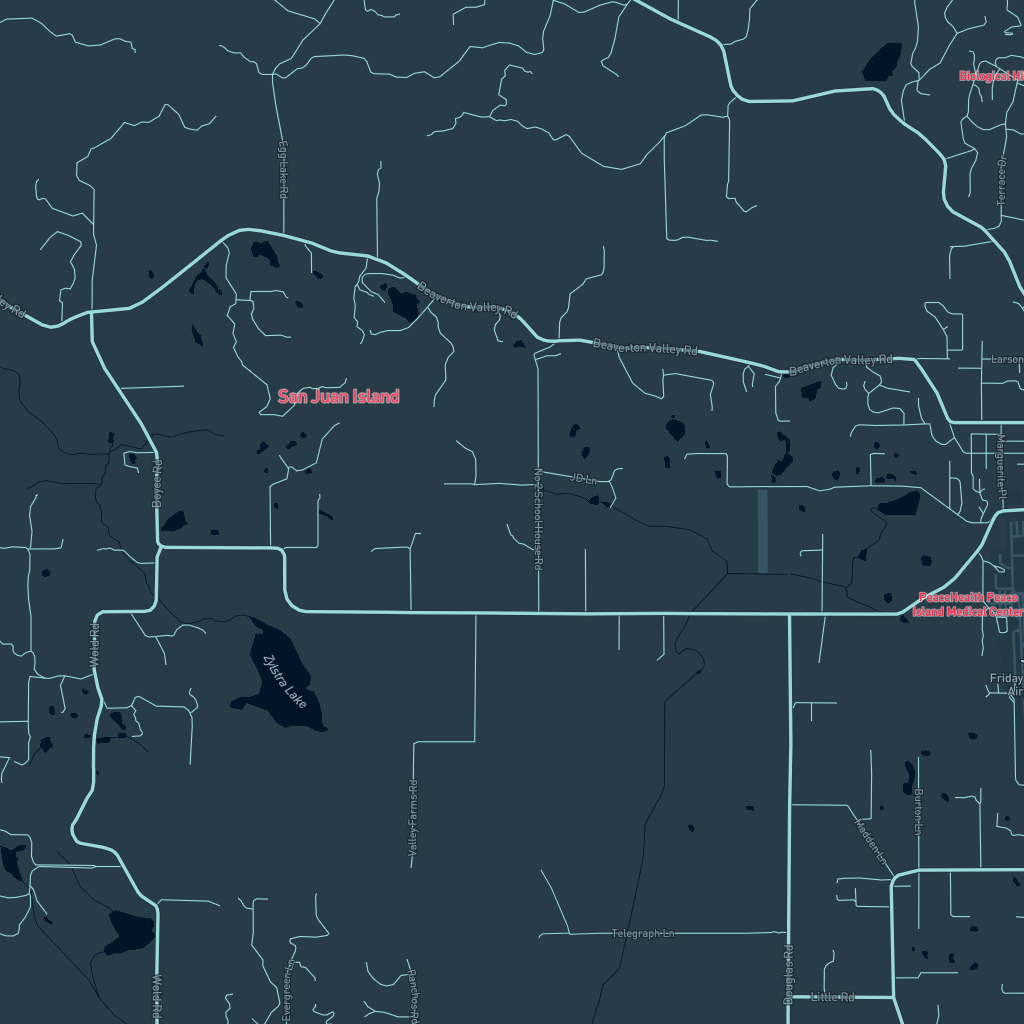 Biological Hi
Egg Lake Rd
Terrace Dr
ley Rd
Beaverton Valley Rd
Beaverton Valley Rd
Beaverton Valley Rd
Larson
San Juan Island
Marguerite Pl
Boyce Rd
No 2 School House Rd
JD Ln
PeaceHealth Peace
Island Medical Center
Wold Rd
Zylstra Lake
Friday
Air
Valley Farms Rd
Burton Ln
Madden Ln
Telegraph Ln
Douglas Rd
Little Rd
Wold Rd
Evergreen Ln
Ranchos Rd